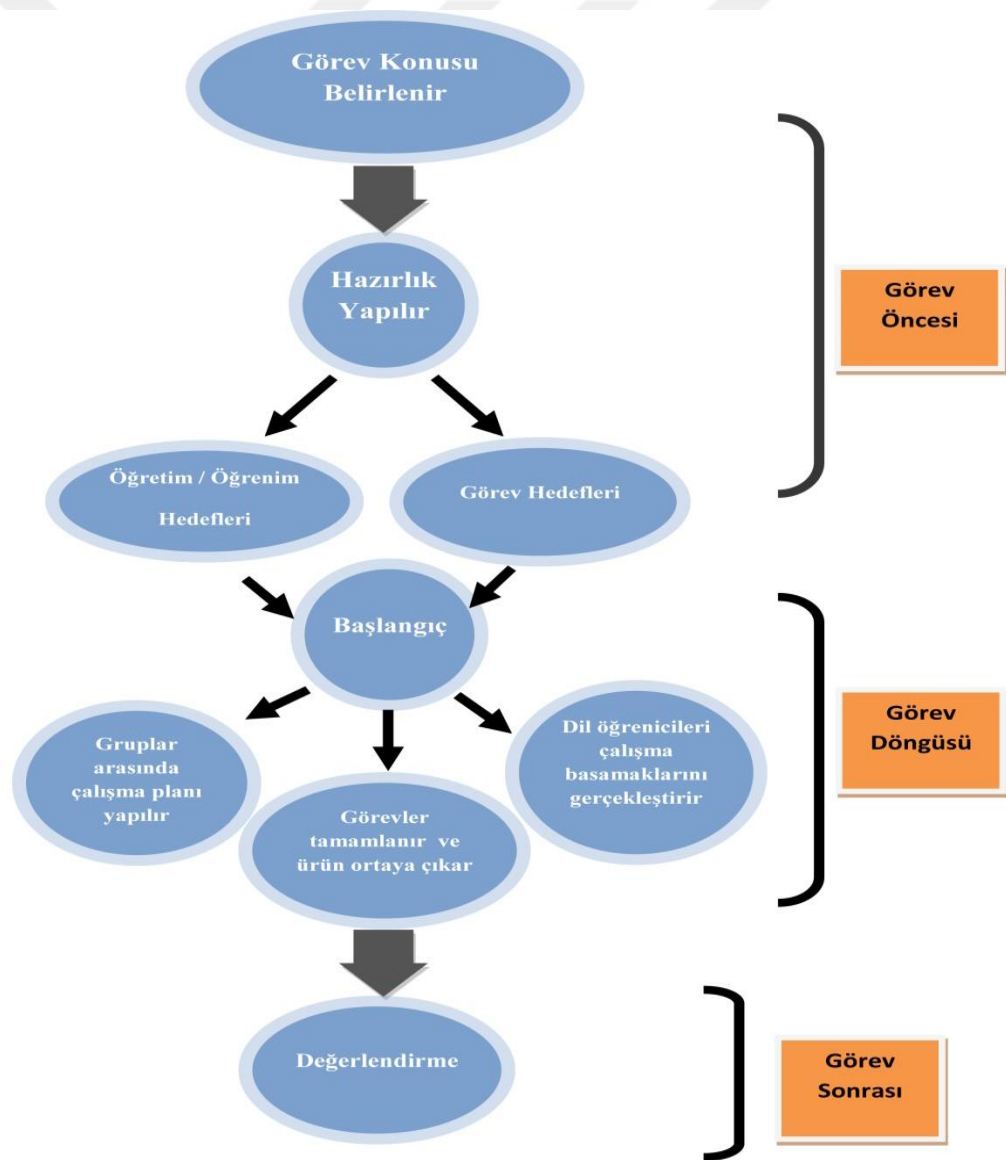 Görev Konusu
Belirlenir
Hazırlık
Yapılır
Görev
Öncesi
Öğretim / Öğrenim
Hedefleri
Görev Hedefleri
Başlangıç
Gruplar
arasında
çalışma planı
yapılır
Görevler
tamamlanır ve
ürün ortaya çıkar
Dil öğrenicileri
çalışma
basamaklarını
gerçekleştirir
Görev
Döngüsü
Değerlendirme
Görev
Sonrası